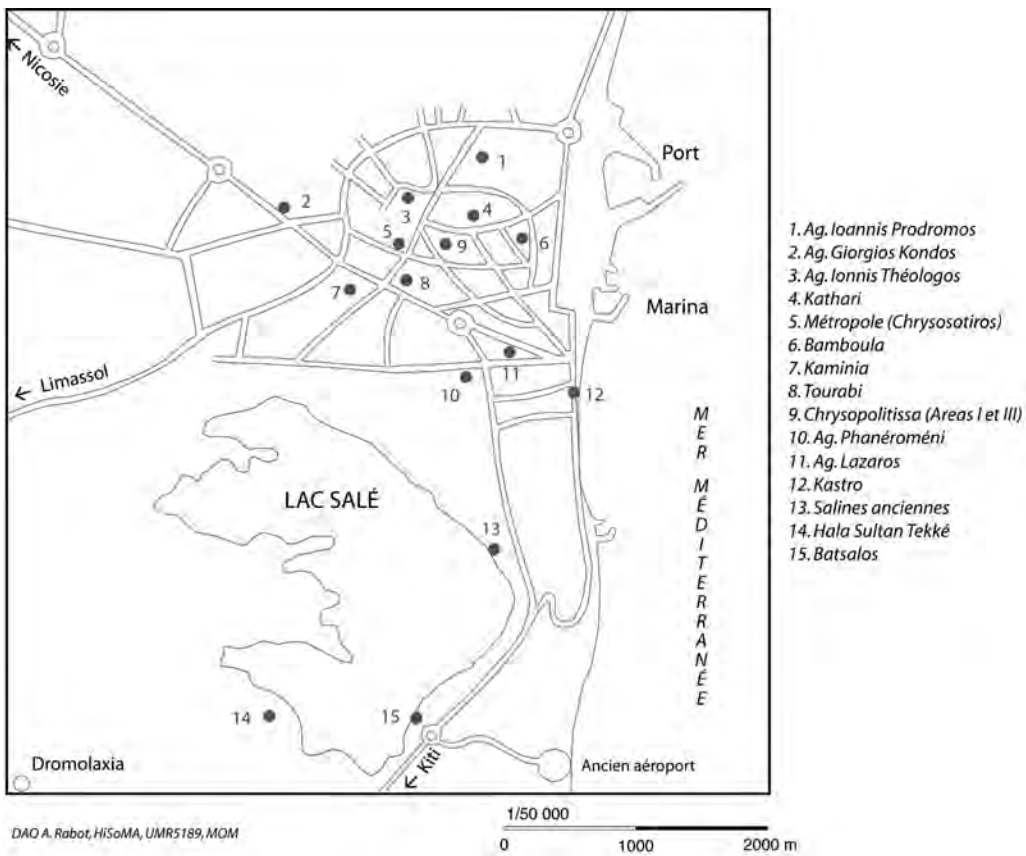 ← Nicosie
Port
1
2
3
4
5
9
6
8
7
Marina
← Limassol
11
10
12
MER MÉDITERRANÉE
LAC SALÉ
13
14
15
← Kiti
Dromolaxia
Ancien aéroport
1. Ag. Ioannis Prodromos
2. Ag. Giorgios Kondos
3. Ag. Ionnis Théologos
4. Kathari
5. Métropole (Chrysosotiros)
6. Bamboula
7. Kaminia
8. Tourabi
9. Chrysopolitissa (Areas I et III)
10. Ag. Phanéroméni
11. Ag. Lazaros
12. Kastro
13. Salines anciennes
14. Hala Sultan Tekké
15. Batsalos
DAO A. Rabot, HiSoMA, UMR5189, MOM
1/50 000
0 1000 2000 m